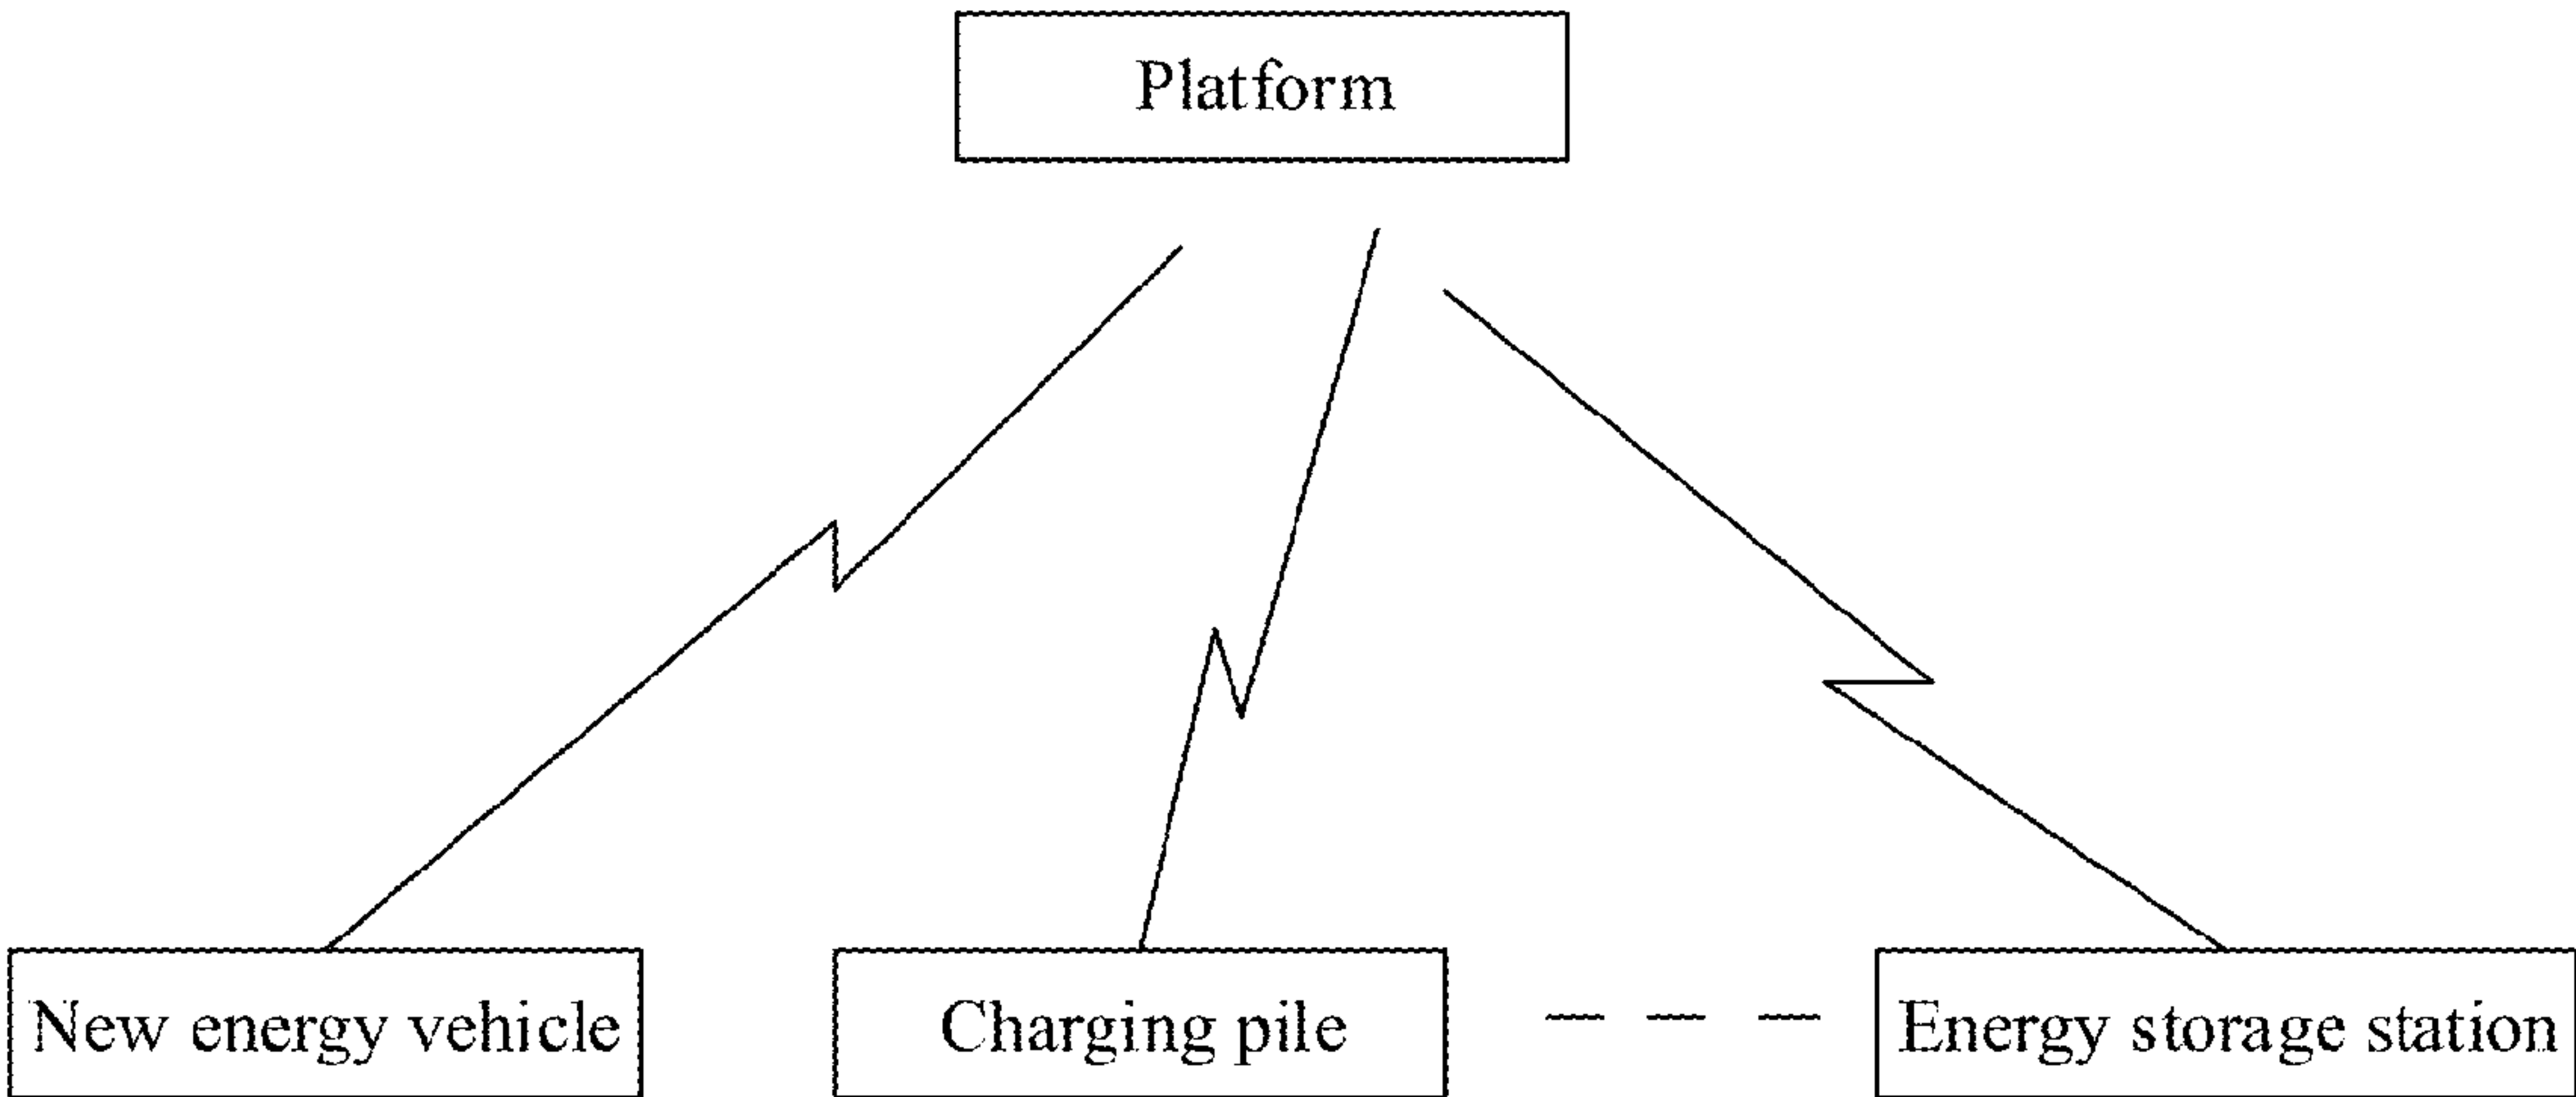 Platform
New energy vehicle
Charging pile
Energy storage station